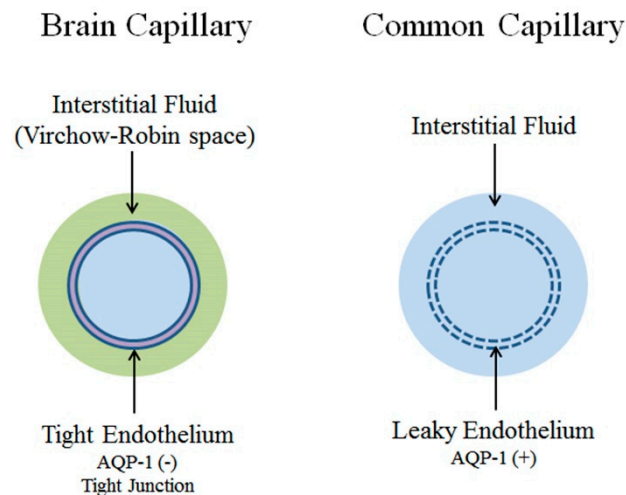 Brain Capillary
Interstitial Fluid
(Virchow-Robin space)
Tight Endothelium
AQP-1 (-)
Tight Junction
Common Capillary
Interstitial Fluid
Leaky Endothelium
AQP-1 (+)